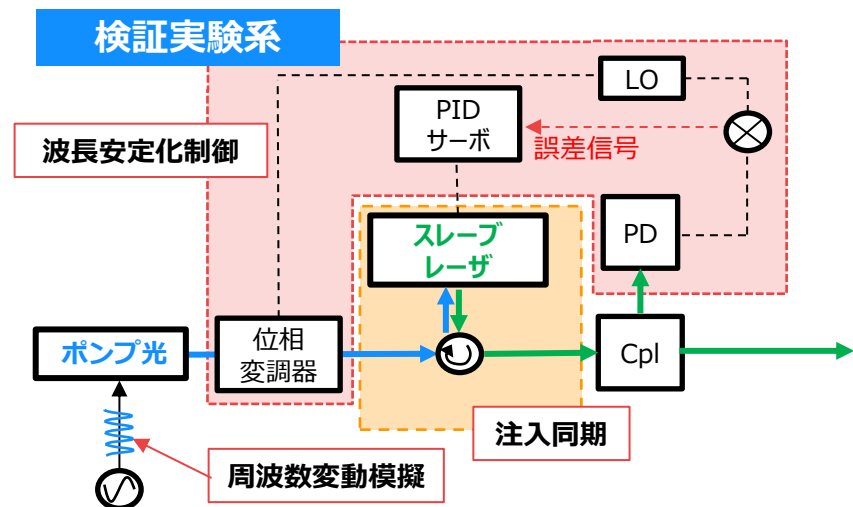 検証実験系
LO
PID
サーボ
波長安定化制御
誤差信号
スレーブ
レーザ
PD
ポンプ光
位相
変調器
Cpl
注入同期
周波数変動模擬